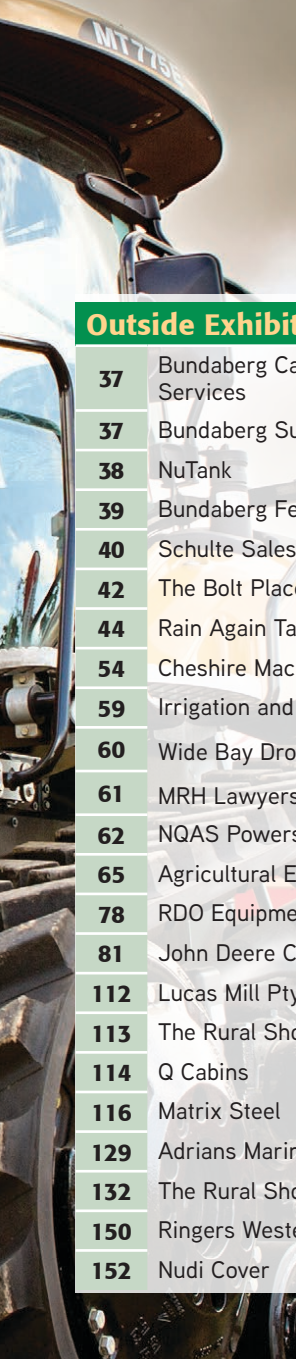 MT775E
Outside Exhibit
37 Bundaberg Ca
Services
37 Bundaberg Su
38 NuTank
39 Bundaberg Fe
40 Schulte Sales
42 The Bolt Place
44 Rain Again Ta
54 Cheshire Mac
59 Irrigation and
60 Wide Bay Dro
61 MRH Lawyers
62 NQAS Powers
65 Agricultural E
78 RDO Equipme
81 John Deere C
112 Lucas Mill Pty
113 The Rural Sho
114 Q Cabins
116 Matrix Steel
129 Adrians Marin
132 The Rural Sho
150 Ringers Weste
152 Nudi Cover